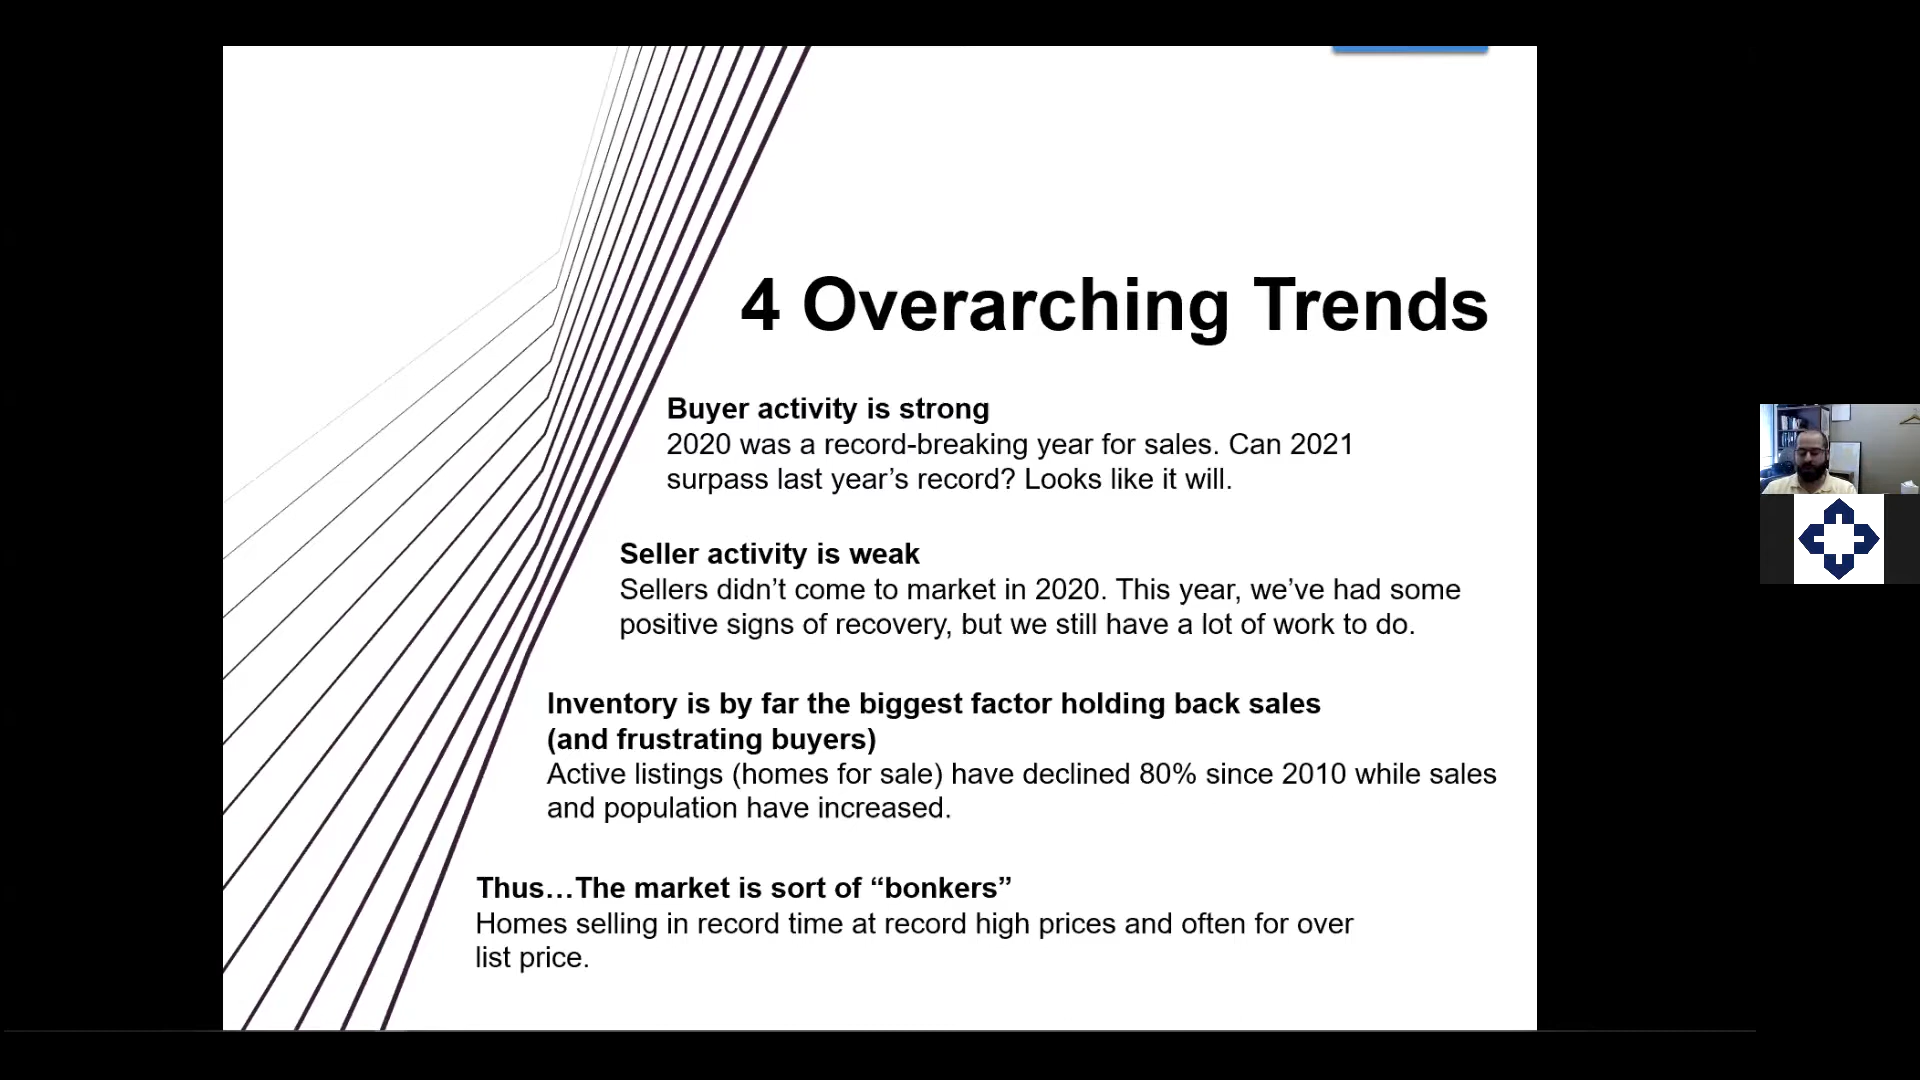 4 Overarching Trends
Buyer activity is strong
2020 was a record-breaking year for sales. Can 2021
surpass last year’s record? Looks like it will.
Seller activity is weak
Sellers didn’t come to market in 2020. This year, we’ve had some
positive signs of recovery, but we still have a lot of work to do.
Inventory is by far the biggest factor holding back sales
(and frustrating buyers)
Active listings (homes for sale) have declined 80% since 2010 while sales
and population have increased.
Thus…The market is sort of “bonkers”
Homes selling in record time at record high prices and often for over
list price.